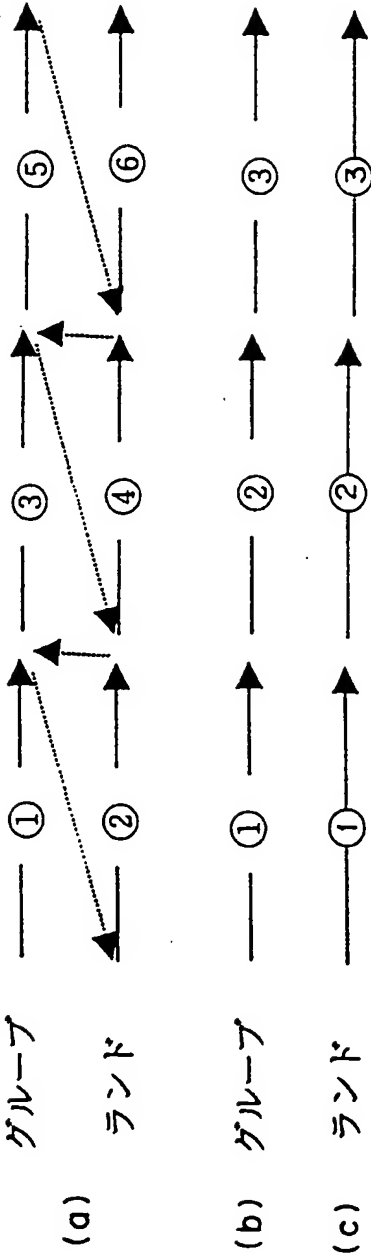 (a)
グルーブ ① ③ ⑤
ランド ② ④ ⑥
(b) グルーブ ① ② ③
(c) ランド ① ② ③